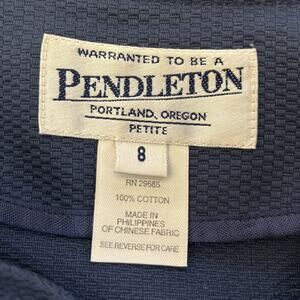 WARRANTED TO BE A
PENDLETON
PORTLAND, OREGON
PETITE
8
RN 29685
100% COTTON
MADE IN
PHILIPPINES
OF CHINESE FABRIC
SEE REVERSE FOR CARE